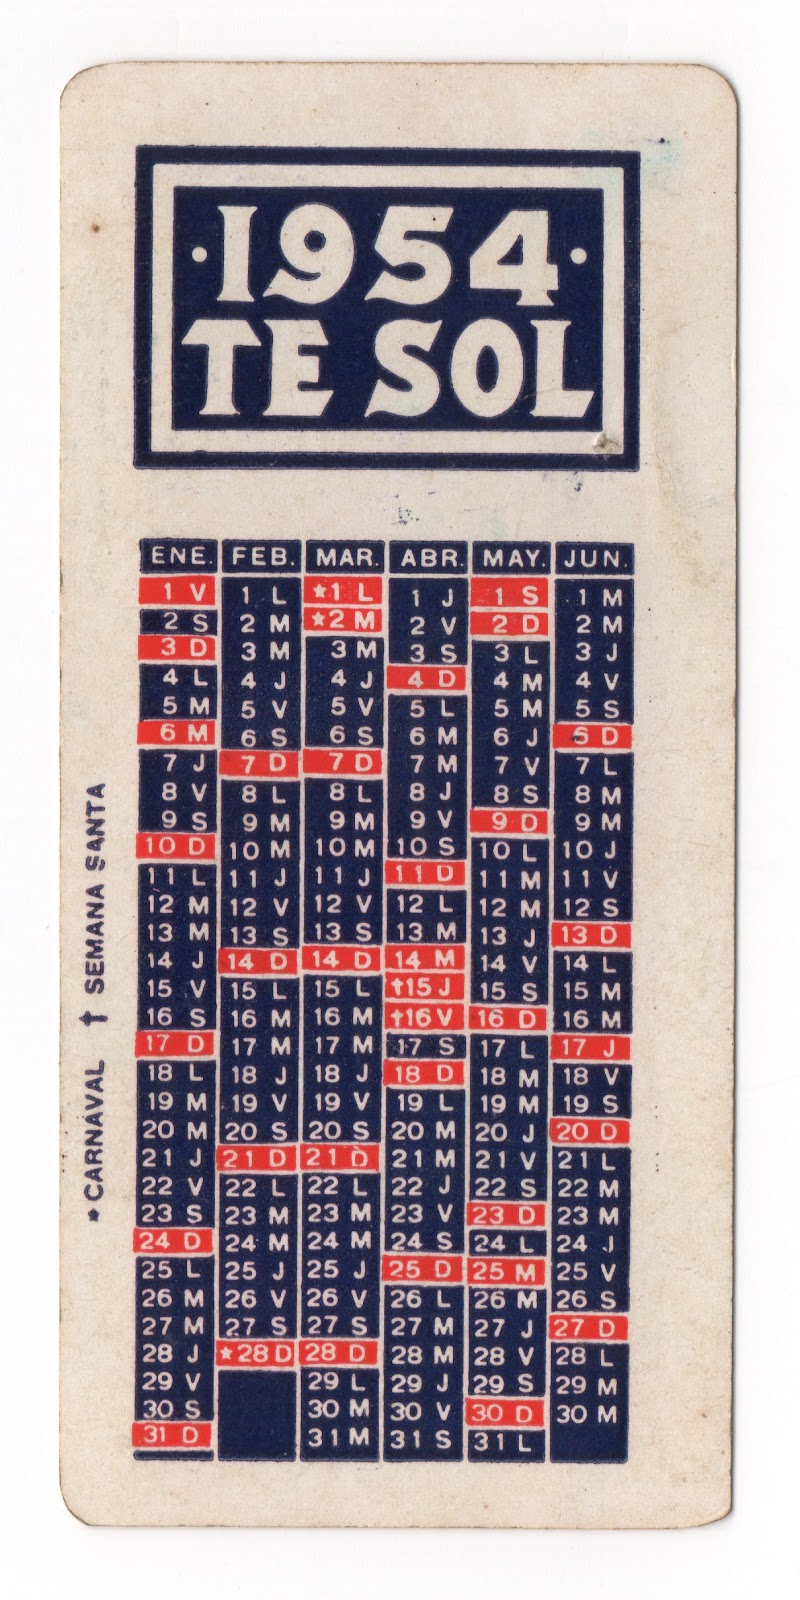 · 1954 ·
TE SOL
ENE.
1 V
2 S
3 D
4 L
5 M
6 M
7 J
8 V
9 S
10 D
11 L
12 M
13 M
14 J
15 V
16 S
17 D
18 L
19 M
20 M
21 J
22 V
23 S
24 D
25 L
26 M
27 M
28 J
29 V
30 S
31 D
FEB.
1 L
2 M
3 M
4 J
5 V
6 S
7 D
8 L
9 M
10 M
11 J
12 V
13 S
14 D
15 L
16 M
17 M
18 J
19 V
20 S
21 D
22 L
23 M
24 M
25 J
26 V
27 S
★28 D
MAR.
★1 L
★2 M
3 M
4 J
5 V
6 S
7 D
8 L
9 M
10 M
11 J
12 V
13 S
14 D
15 L
16 M
17 M
18 J
19 V
20 S
21 D
22 L
23 M
24 M
25 J
26 V
27 S
28 D
29 L
30 M
31 M
ABR.
1 J
2 V
3 S
4 D
5 L
6 M
7 M
8 J
9 V
10 S
11 D
12 L
13 M
14 M
†15 J
†16 V
17 S
18 D
19 L
20 M
21 M
22 J
23 V
24 S
25 D
26 L
27 M
28 M
29 J
30 V
31 S
MAY.
1 S
2 D
3 L
4 M
5 M
6 J
7 V
8 S
9 D
10 L
11 M
12 M
13 J
14 V
15 S
16 D
17 L
18 M
19 M
20 J
21 V
22 S
23 D
24 L
25 M
26 M
27 J
28 V
29 S
30 D
31 L
JUN.
1 M
2 M
3 J
4 V
5 S
6 D
7 L
8 M
9 M
10 J
11 V
12 S
13 D
14 L
15 M
16 M
17 J
18 V
19 S
20 D
21 L
22 M
23 M
24 J
25 V
26 S
27 D
28 L
29 M
30 M
★ CARNAVAL † SEMANA SANTA